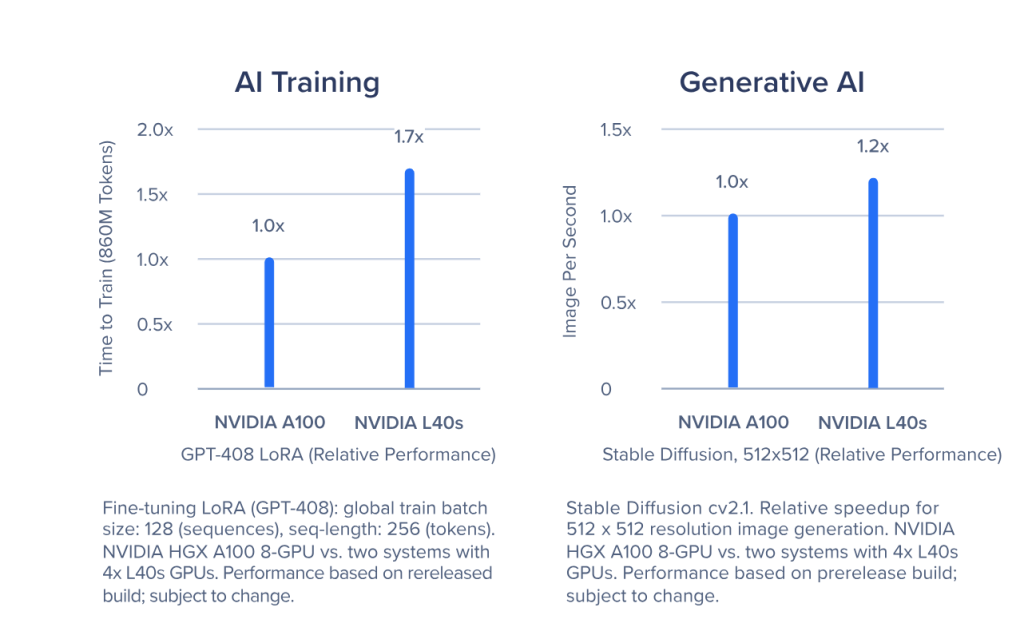 AI Training
Time to Train (860M Tokens)
2.0x
1.5x
1.0x
0.5x
0
1.0x
1.7x
NVIDIA A100
NVIDIA L40s
GPT-408 LoRA (Relative Performance)
Fine-tuning LoRA (GPT-408): global train batch
size: 128 (sequences), seq-length: 256 (tokens).
NVIDIA HGX A100 8-GPU vs. two systems with
4x L40s GPUs. Performance based on rereleased
build; subject to change.
Generative AI
Image Per Second
1.5x
1.0x
0.5x
0
1.0x
1.2x
NVIDIA A100
NVIDIA L40s
Stable Diffusion, 512x512 (Relative Performance)
Stable Diffusion cv2.1. Relative speedup for
512 x 512 resolution image generation. NVIDIA
HGX A100 8-GPU vs. two systems with 4x L40s
GPUs. Performance based on prerelease build;
subject to change.